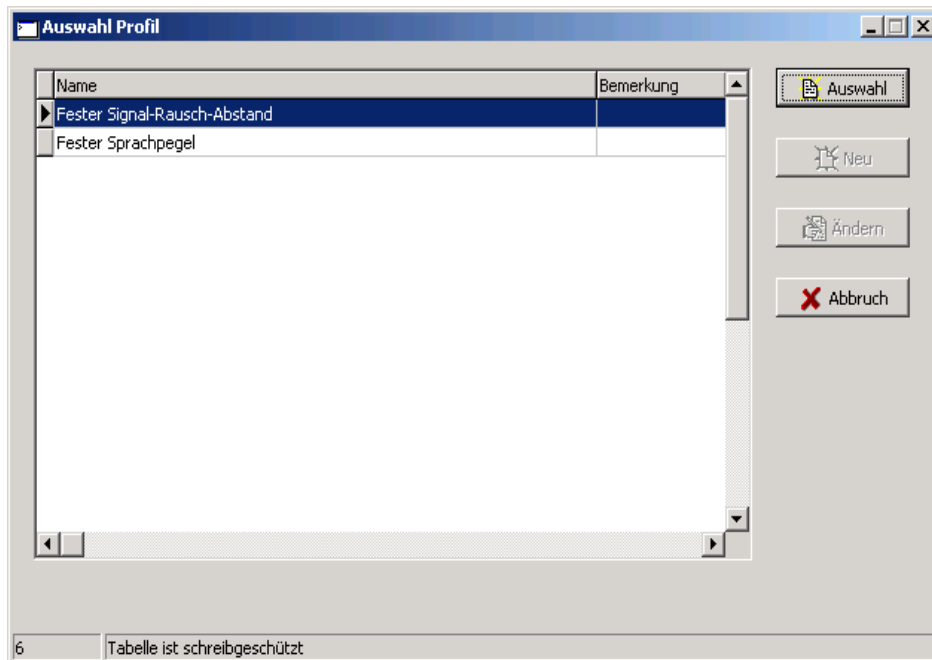 Auswahl Profil
Name Bemerkung
Fester Signal-Rausch-Abstand
Fester Sprachpegel
Auswahl
Neu
Ändern
Abbruch
6 Tabelle ist schreibgeschützt